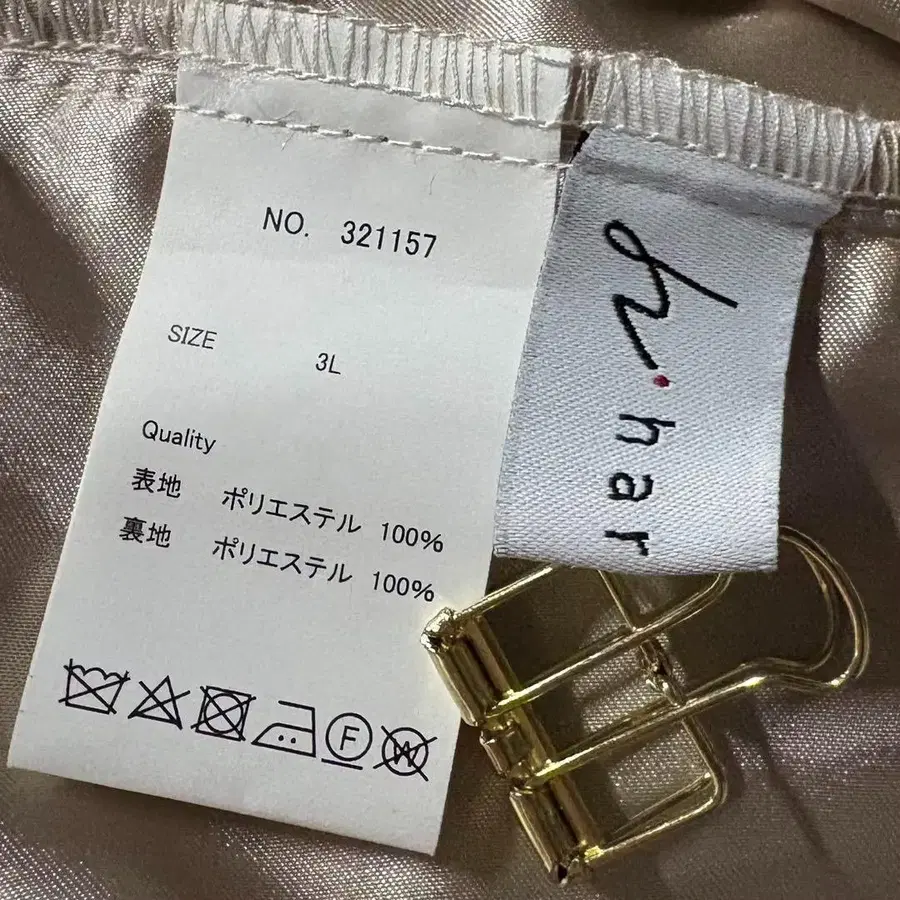 NO. 321157
SIZE 3L
Quality
表地 ポリエステル 100%
裏地 ポリエステル 100%
F
W
h.
har